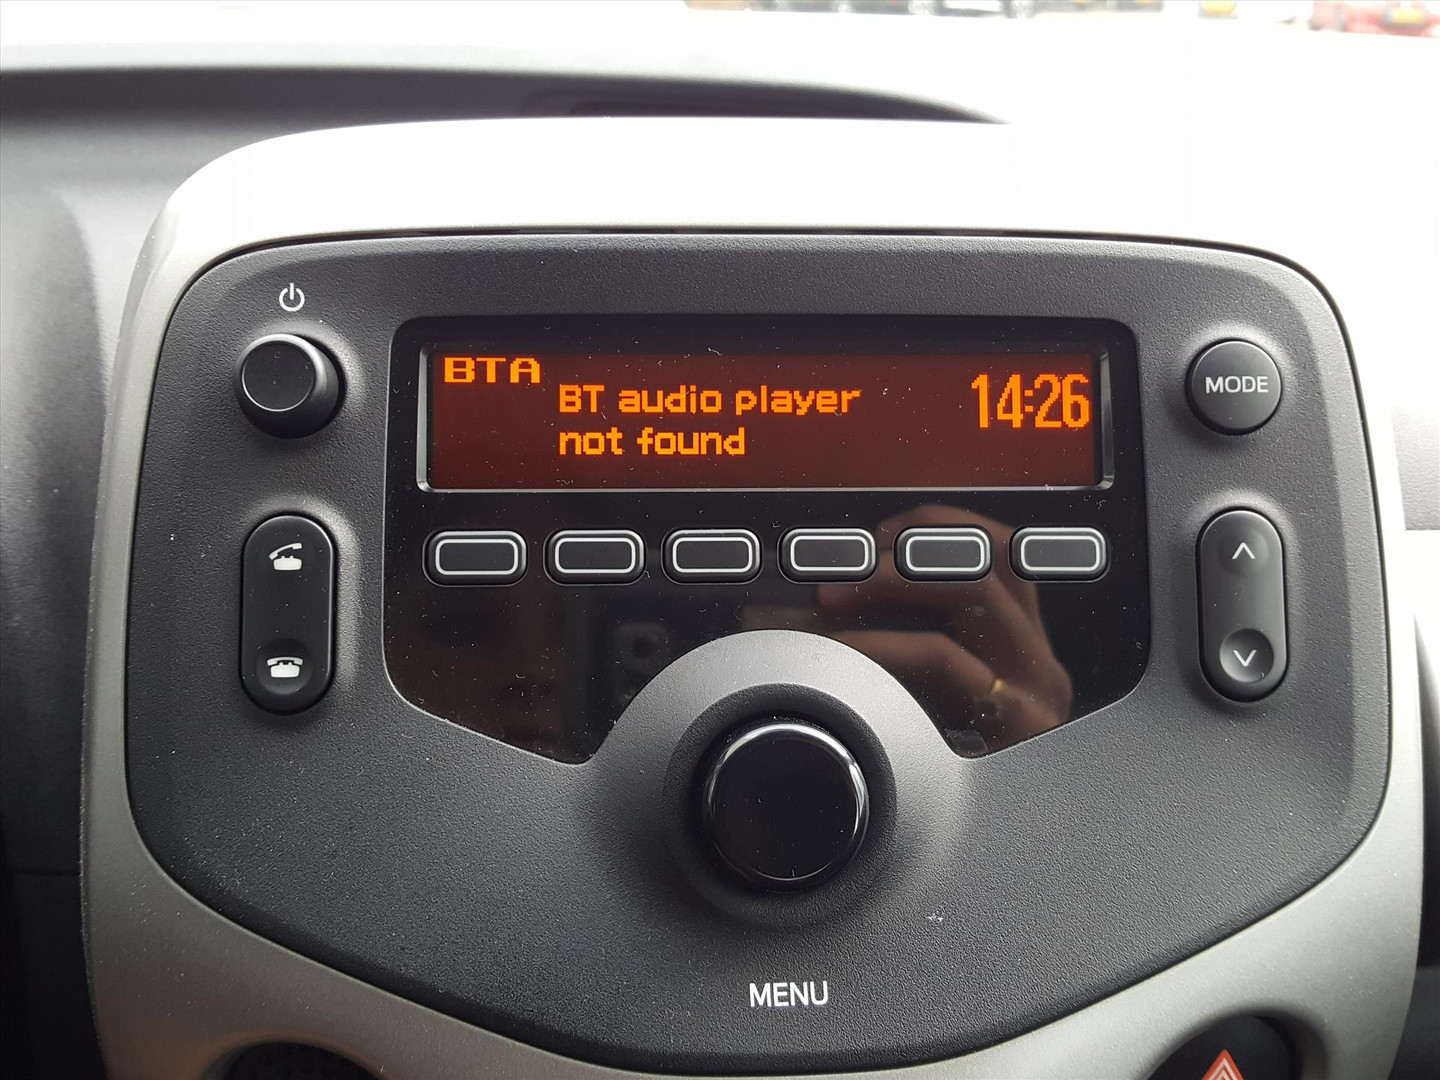 BTA
BT audio player
not found
14:26
MODE
MENU